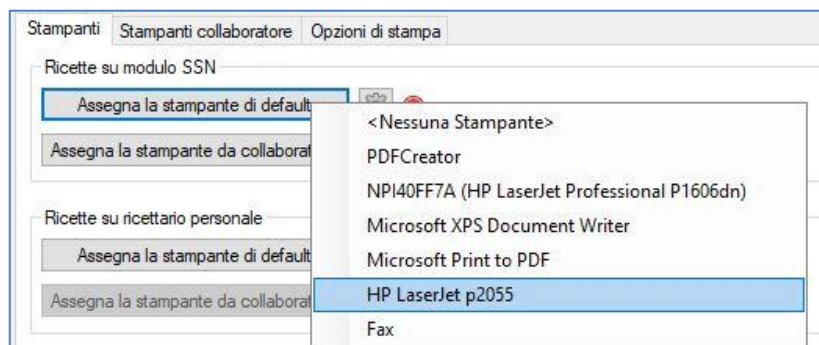 Stampanti Stampanti collaboratore Opzioni di stampa
Ricette su modulo SSN
Assegna la stampante di default
Assegna la stampante da collaborat
<Nessuna Stampante>
PDFCreator
NPI40FF7A (HP LaserJet Professional P1606dn)
Microsoft XPS Document Writer
Microsoft Print to PDF
HP LaserJet p2055
Fax
Ricette su ricettario personale
Assegna la stampante di default
Assegna la stampante da collaborat